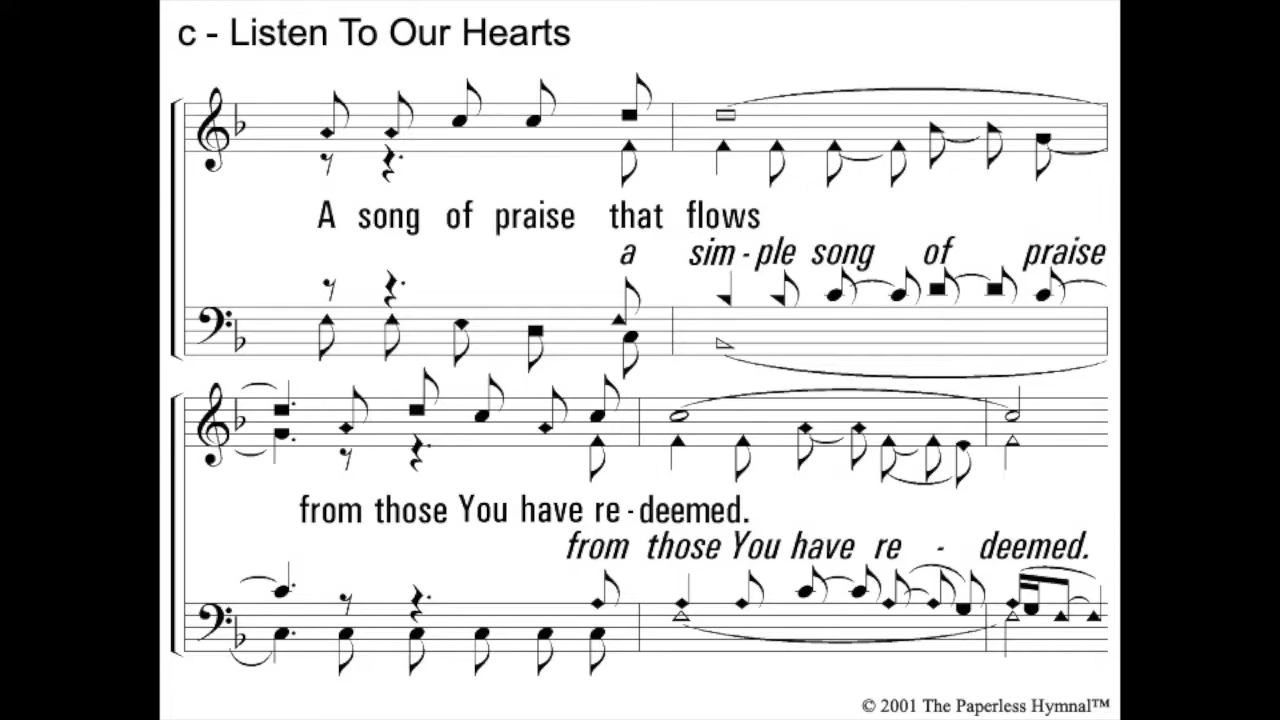 c - Listen To Our Hearts
A song of praise that flows
a sim - ple song of praise
from those You have re - deemed.
from those You have re - deemed.
© 2001 The Paperless Hymnal™